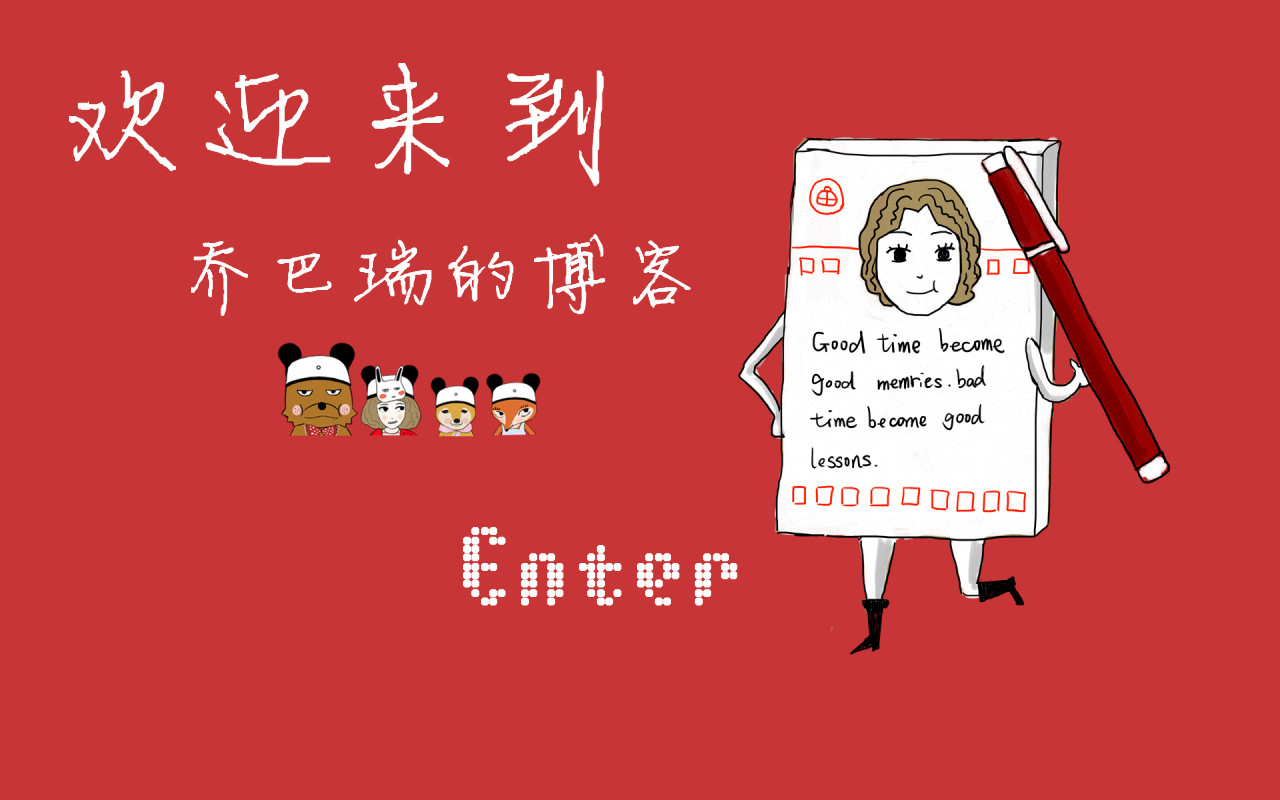 欢迎来到
乔巴瑞的博客
Good time become
good memries.bad
time become good
lessons.
Enter